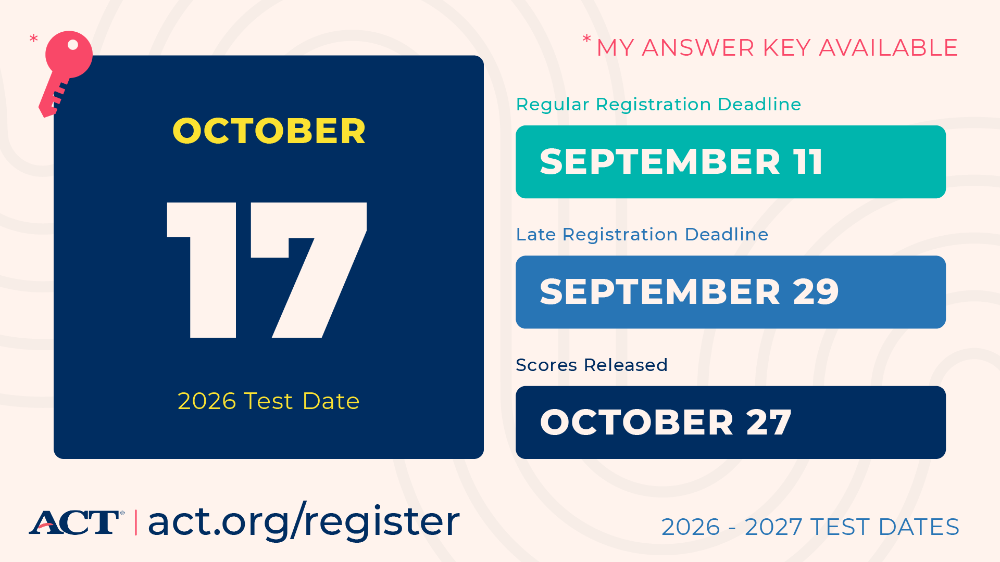 *
* MY ANSWER KEY AVAILABLE
OCTOBER
17
2026 Test Date
Regular Registration Deadline
SEPTEMBER 11
Late Registration Deadline
SEPTEMBER 29
Scores Released
OCTOBER 27
ACT® | act.org/register
2026 - 2027 TEST DATES